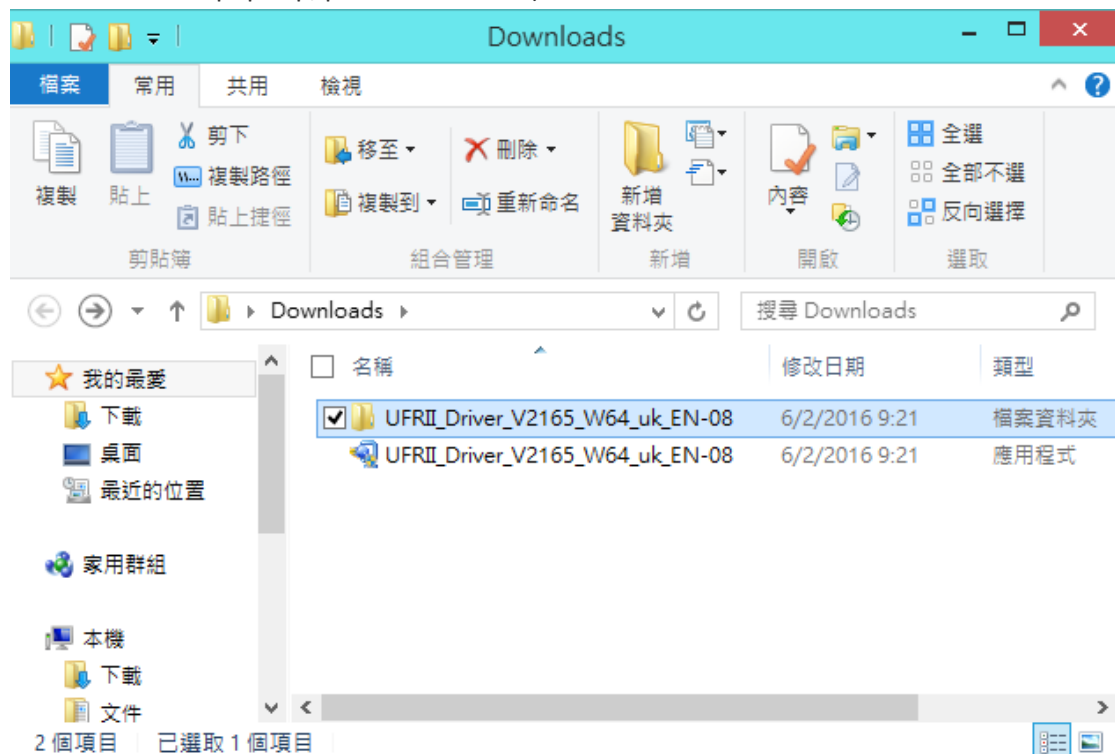 Downloads
檔案 常用 共用 檢視
複製 貼上 剪下 複製路徑 貼上捷徑
移至 複製到 刪除 重新命名
新增
資料夾
內容
全選
全部不選
反向選擇
剪貼簿 組合管理 新增 開啟 選取
Downloads 搜尋 Downloads
名稱 修改日期 類型
UFRII_Driver_V2165_W64_uk_EN-08 6/2/2016 9:21 檔案資料夾
UFRII_Driver_V2165_W64_uk_EN-08 6/2/2016 9:21 應用程式
我的最愛
下載
桌面
最近的位置
家用群組
本機
下載
文件
2 個項目 已選取 1 個項目